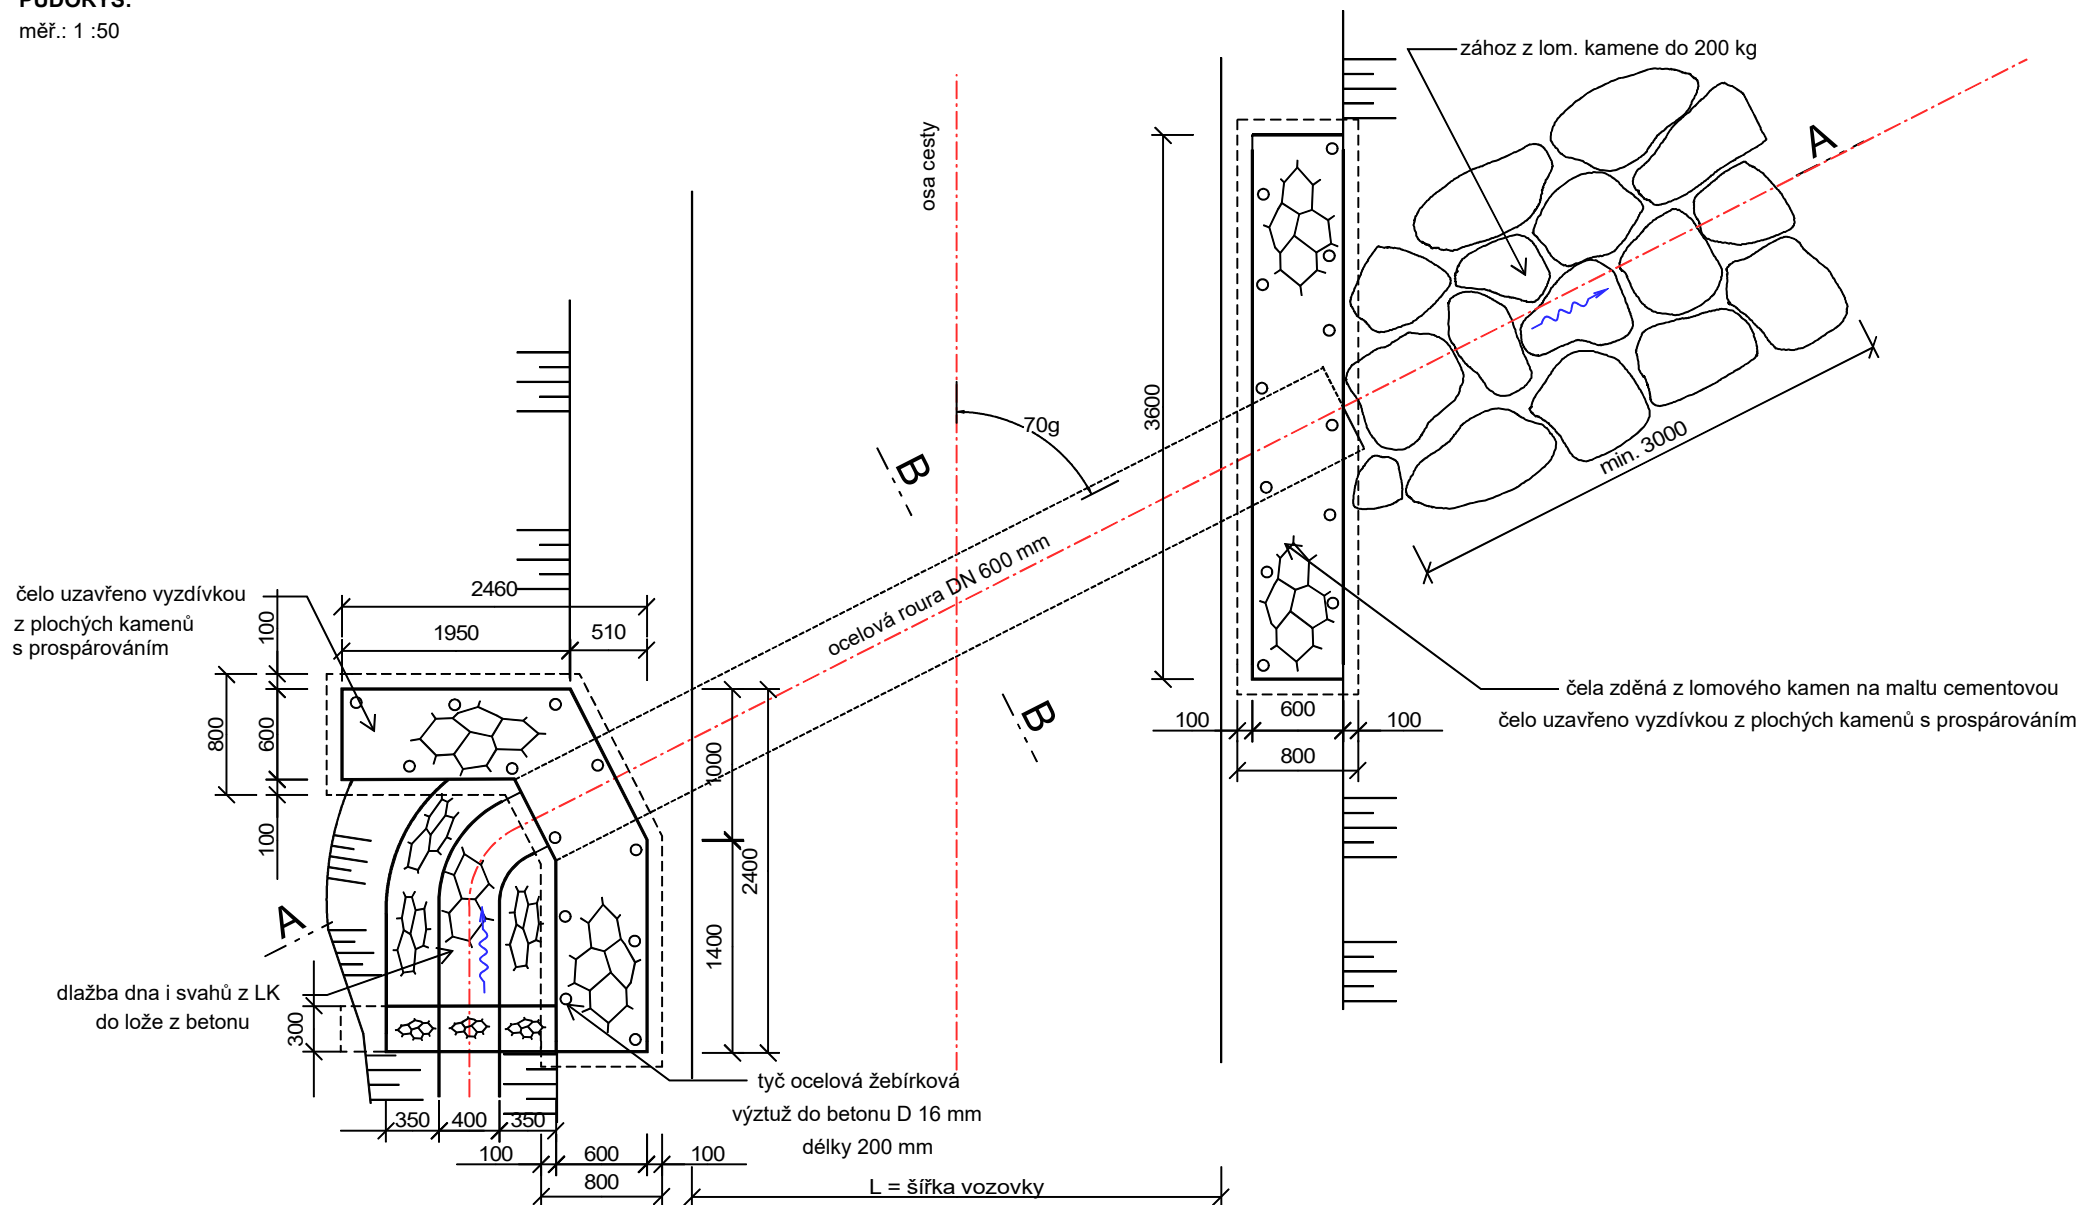 PŮDORYS:
měř.: 1 :50
zához z lom. kamene do 200 kg
A
osa cesty
70g
3600
B
min. 3000
ocelová roura DN 600 mm
čelo uzavřeno vyzdívkou
z plochých kamenů
s prospárováním
2460
1950
510
100
800
600
100
B
čela zděná z lomového kamen na maltu cementovou
čelo uzavřeno vyzdívkou z plochých kamenů s prospárováním
100
600
100
800
1000
2400
1400
A
dlažba dna i svahů z LK
do lože z betonu
300
tyč ocelová žebírková
výztuž do betonu D 16 mm
délky 200 mm
350
400
350
100
600
100
800
L = šířka vozovky